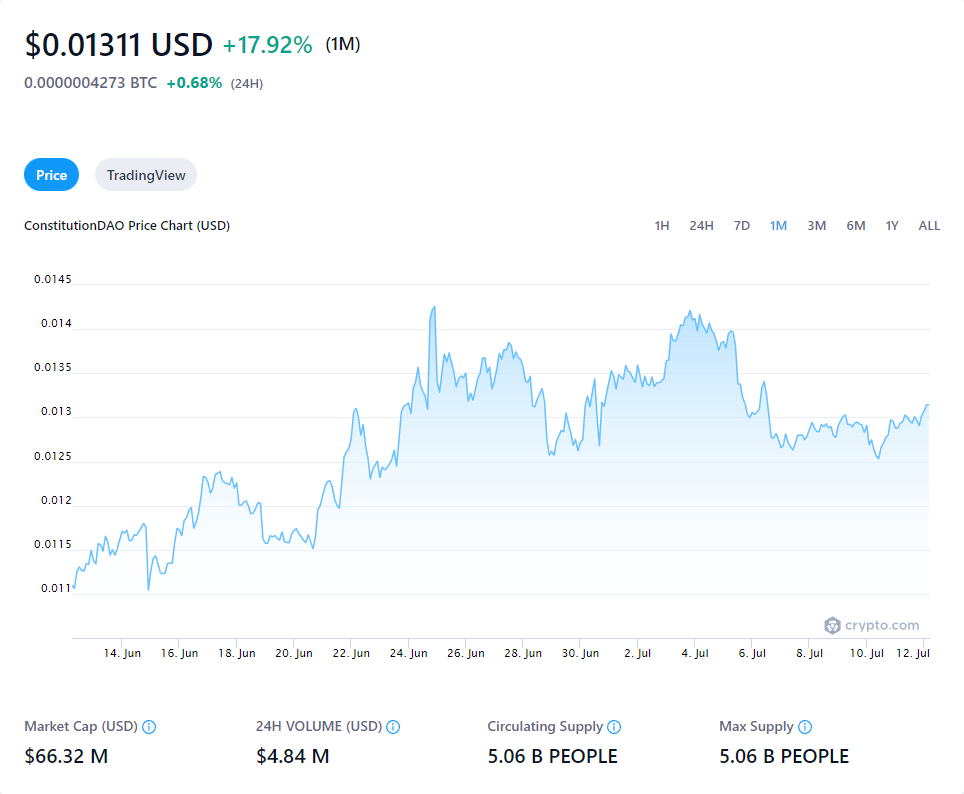 $0.01311 USD +17.92% (1M)
0.0000004273 BTC +0.68% (24H)
Price TradingView
ConstitutionDAO Price Chart (USD) 1H 24H 7D 1M 3M 6M 1Y ALL
0.0145
0.014
0.0135
0.013
0.0125
0.012
0.0115
0.011
crypto.com
14. Jun 16. Jun 18. Jun 20. Jun 22. Jun 24. Jun 26. Jun 28. Jun 30. Jun 2. Jul 4. Jul 6. Jul 8. Jul 10. Jul 12. Jul
Market Cap (USD) 24H VOLUME (USD) Circulating Supply Max Supply
$66.32 M $4.84 M 5.06 B PEOPLE 5.06 B PEOPLE